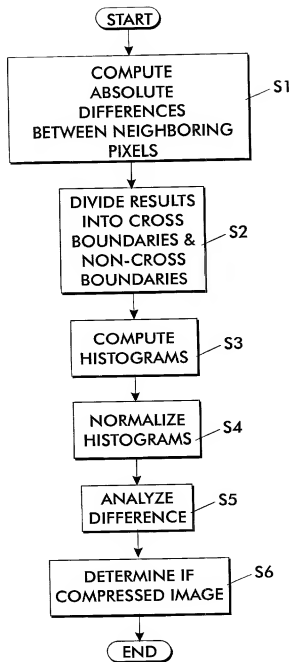 START
COMPUTE
ABSOLUTE
DIFFERENCES
BETWEEN NEIGHBORING
PIXELS
S1
DIVIDE RESULTS
INTO CROSS
BOUNDARIES &
NON-CROSS
BOUNDARIES
S2
COMPUTE
HISTOGRAMS
S3
NORMALIZE
HISTOGRAMS
S4
ANALYZE
DIFFERENCE
S5
DETERMINE IF
COMPRESSED IMAGE
S6
END